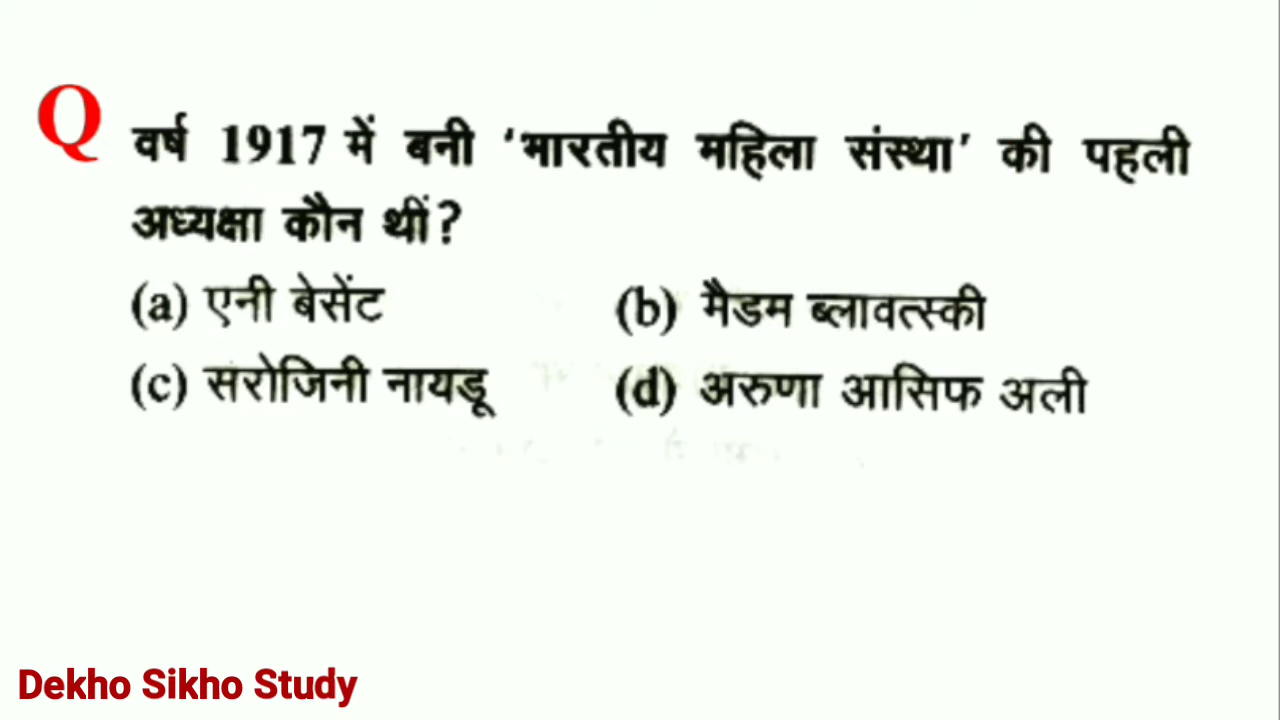 Q वर्ष 1917 में बनी 'भारतीय महिला संस्था' की पहली
अध्यक्षा कौन थीं?
(a) एनी बेसेंट (b) मैडम ब्लावत्स्की
(c) सरोजिनी नायडू (d) अरुणा आसिफ अली
Dekho Sikho Study